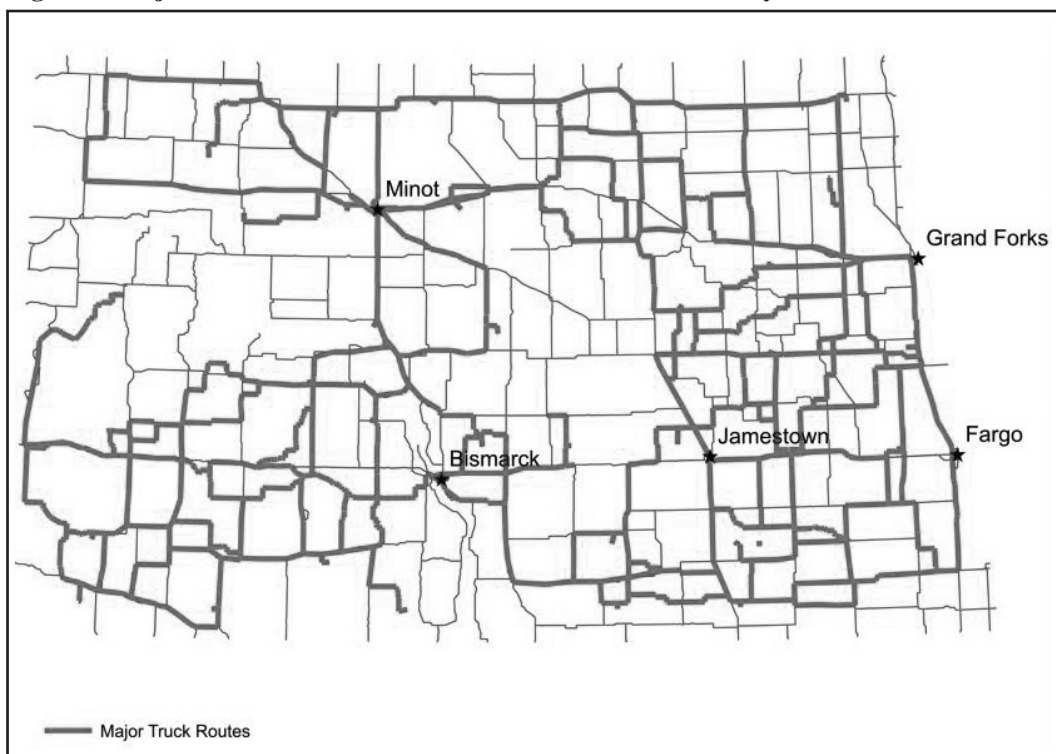 Minot
Grand Forks
Jamestown
Fargo
Bismarck
Major Truck Routes